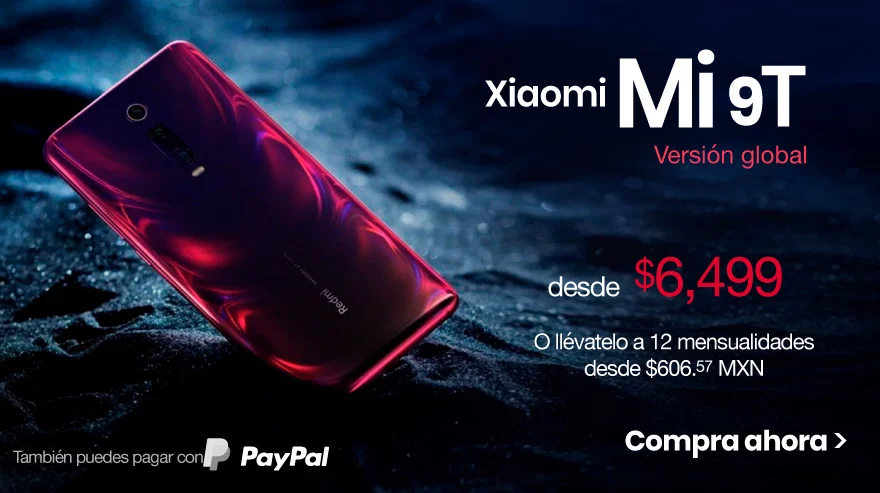 Xiaomi Mi 9T
Versión global
desde $6,499
O llévatelo a 12 mensualidades
desde $606.57 MXN
Compra ahora >
También puedes pagar con PayPal
Redmi